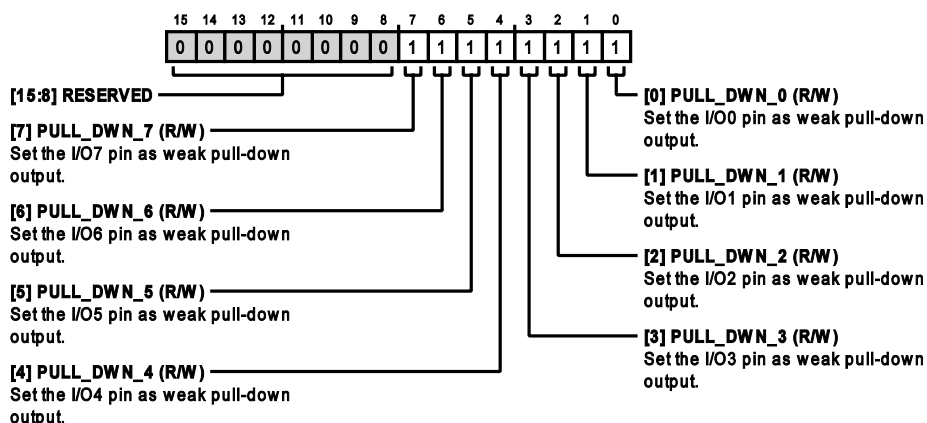 15 14 13 12 11 10 9 8 7 6 5 4 3 2 1 0
0 0 0 0 0 0 0 0 1 1 1 1 1 1 1 1
[15:8] RESERVED
[7] PULL_DWN_7 (R/W)
Set the I/O7 pin as weak pull-down
output.
[6] PULL_DWN_6 (R/W)
Set the I/O6 pin as weak pull-down
output.
[5] PULL_DWN_5 (R/W)
Set the I/O5 pin as weak pull-down
output.
[4] PULL_DWN_4 (R/W)
Set the I/O4 pin as weak pull-down
output.
[0] PULL_DWN_0 (R/W)
Set the I/O0 pin as weak pull-down
output.
[1] PULL_DWN_1 (R/W)
Set the I/O1 pin as weak pull-down
output.
[2] PULL_DWN_2 (R/W)
Set the I/O2 pin as weak pull-down
output.
[3] PULL_DWN_3 (R/W)
Set the I/O3 pin as weak pull-down
output.